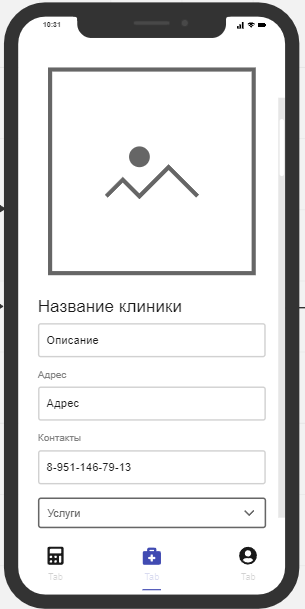 10:31
Название клиники
Описание
Адрес
Адрес
Контакты
8-951-146-79-13
Услуги
Tab
Tab
Tab